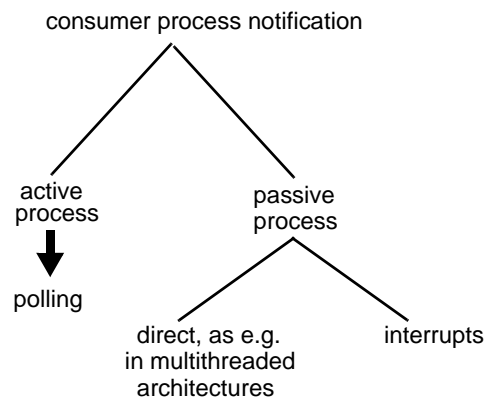 consumer process notification
active
process
passive
process
polling
direct, as e.g.
in multithreaded
architectures
interrupts